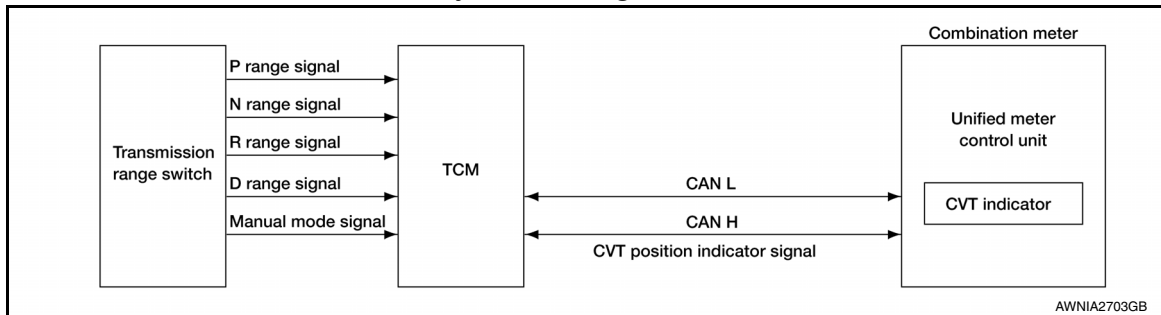 Combination meter
P range signal
N range signal
R range signal
D range signal
Manual mode signal
Transmission
range switch
TCM
CAN L
CAN H
CVT position indicator signal
Unified meter
control unit
CVT indicator
AWNIA2703GB